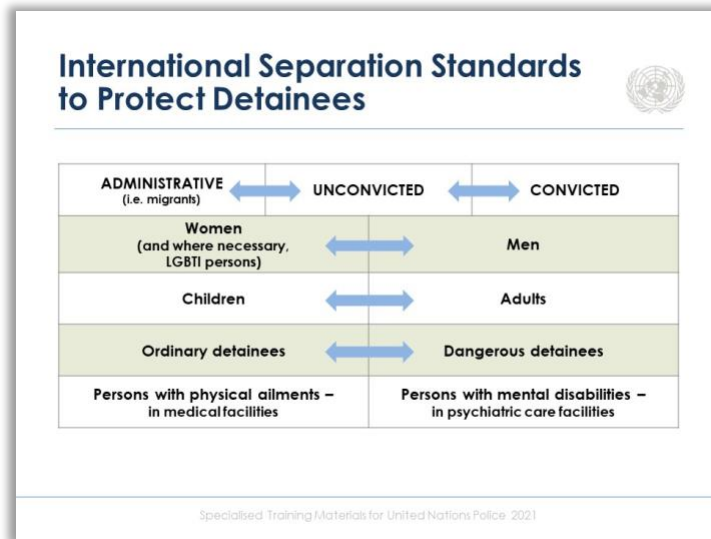 International Separation Standards
to Protect Detainees
ADMINISTRATIVE
(i.e. migrants)
UNCONVICTED
CONVICTED
Women
(and where necessary,
LGBTI persons)
Men
Children
Adults
Ordinary detainees
Dangerous detainees
Persons with physical ailments –
in medical facilities
Persons with mental disabilities –
in psychiatric care facilities
Specialised Training Materials for United Nations Police 2021